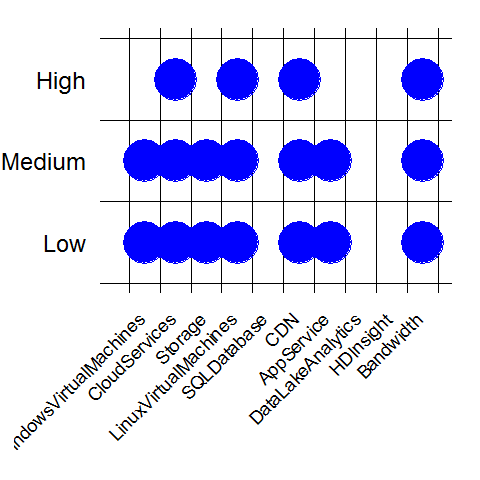 High
Medium
Low
ndowsVirtualMachines
CloudServices
Storage
LinuxVirtualMachines
SQLDatabase
CDN
AppService
DataLakeAnalytics
HDInsight
Bandwidth